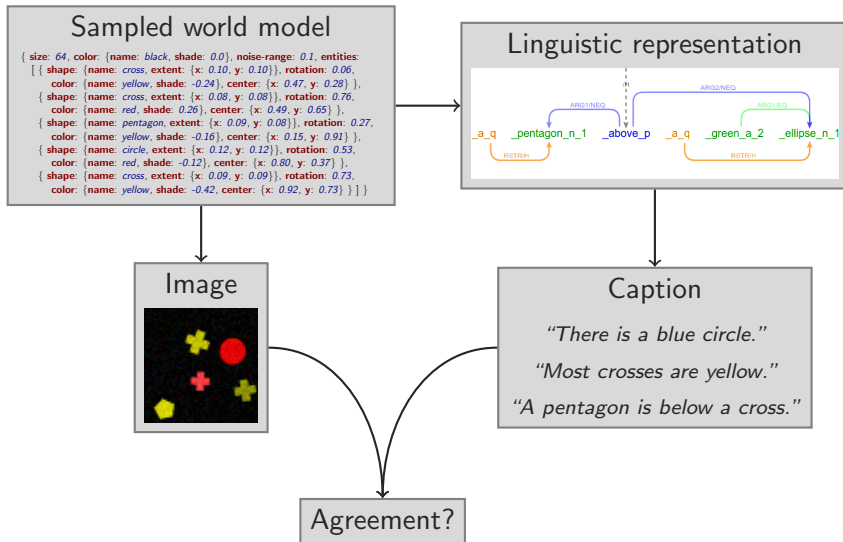 Sampled world model
{ size: 64, color: {name: black, shade: 0.0}, noise-range: 0.1, entities:
[ { shape: {name: cross, extent: {x: 0.10, y: 0.10}}, rotation: 0.06,
color: {name: yellow, shade: -0.24}, center: {x: 0.47, y: 0.28} },
{ shape: {name: cross, extent: {x: 0.08, y: 0.08}}, rotation: 0.76,
color: {name: red, shade: 0.26}, center: {x: 0.49, y: 0.65} },
{ shape: {name: pentagon, extent: {x: 0.09, y: 0.08}}, rotation: 0.27,
color: {name: yellow, shade: -0.16}, center: {x: 0.15, y: 0.91} },
{ shape: {name: circle, extent: {x: 0.12, y: 0.12}}, rotation: 0.53,
color: {name: red, shade: -0.12}, center: {x: 0.80, y: 0.37} },
{ shape: {name: cross, extent: {x: 0.09, y: 0.09}}, rotation: 0.73,
color: {name: yellow, shade: -0.42, center: {x: 0.92, y: 0.73} } ] }
Linguistic representation
ARG2/NEQ
ARG1/NEQ ARG1/EQ
_a_q _pentagon_n_1 _above_p _a_q _green_a_2 _ellipse_n_1
RSTR/H RSTR/H
Image
Caption
“There is a blue circle.”
“Most crosses are yellow.”
“A pentagon is below a cross.”
Agreement?